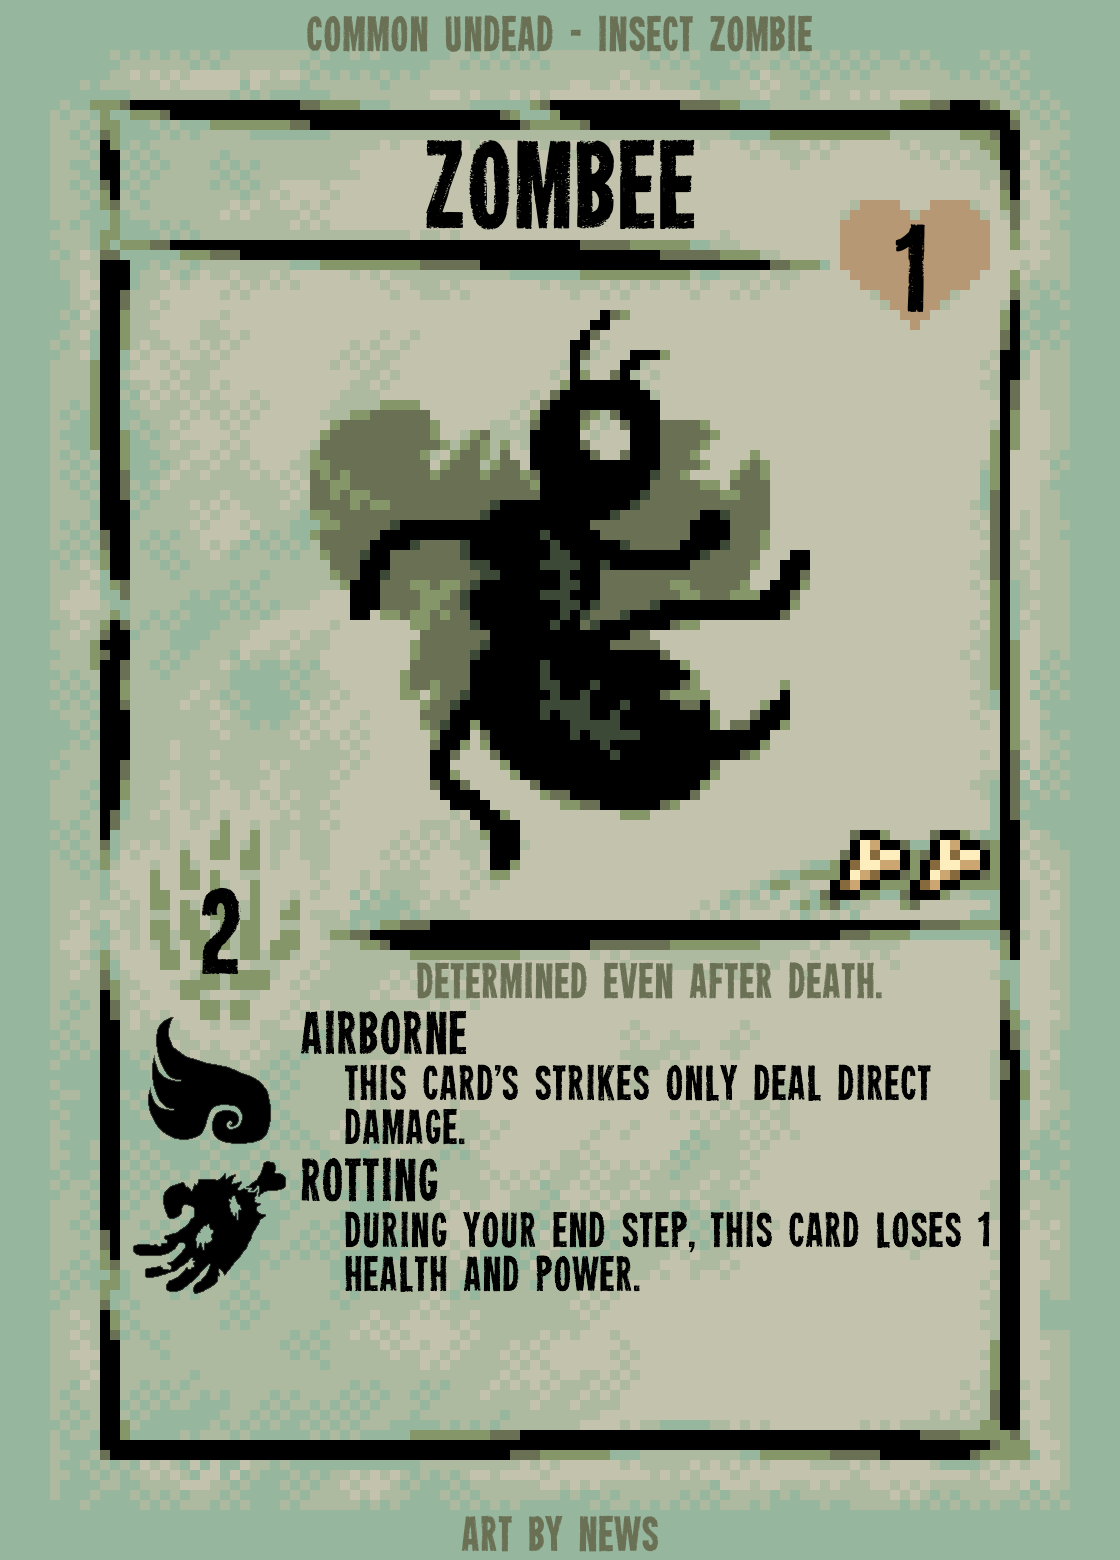 COMMON UNDEAD - INSECT ZOMBIE
ZOMBEE
1
2
DETERMINED EVEN AFTER DEATH.
AIRBORNE
THIS CARD'S STRIKES ONLY DEAL DIRECT
DAMAGE.
ROTTING
DURING YOUR END STEP, THIS CARD LOSES 1
HEALTH AND POWER.
ART BY NEWS